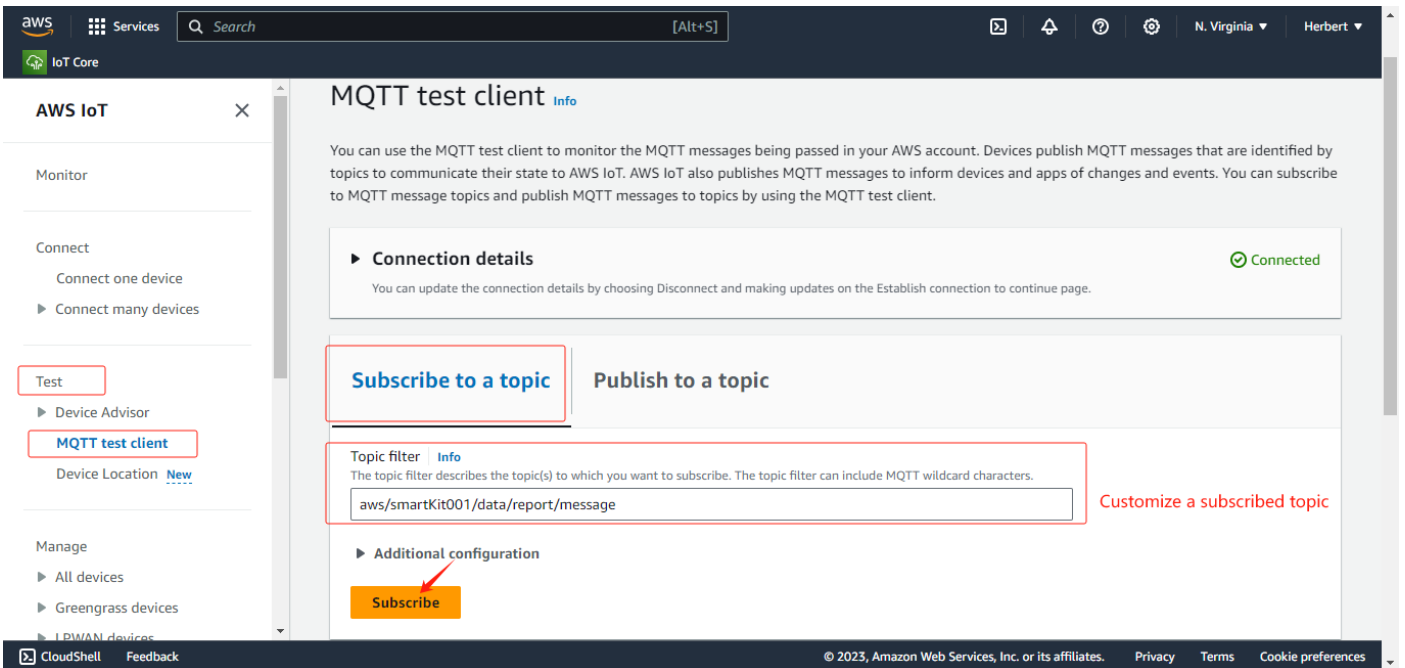 aws
Services
Search
[Alt+S]
N. Virginia
Herbert
IoT Core
AWS IoT
Monitor
Connect
Connect one device
Connect many devices
Test
Device Advisor
MQTT test client
Device Location New
Manage
All devices
Greengrass devices
LPWAN devices
MQTT test client Info
You can use the MQTT test client to monitor the MQTT messages being passed in your AWS account. Devices publish MQTT messages that are identified by
topics to communicate their state to AWS IoT. AWS IoT also publishes MQTT messages to inform devices and apps of changes and events. You can subscribe
to MQTT message topics and publish MQTT messages to topics by using the MQTT test client.
Connection details
Connected
You can update the connection details by choosing Disconnect and making updates on the Establish connection to continue page.
Subscribe to a topic
Publish to a topic
Topic filter Info
The topic filter describes the topic(s) to which you want to subscribe. The topic filter can include MQTT wildcard characters.
aws/smartKit001/data/report/message
Customize a subscribed topic
Additional configuration
Subscribe
CloudShell
Feedback
© 2023, Amazon Web Services, Inc. or its affiliates.
Privacy
Terms
Cookie preferences